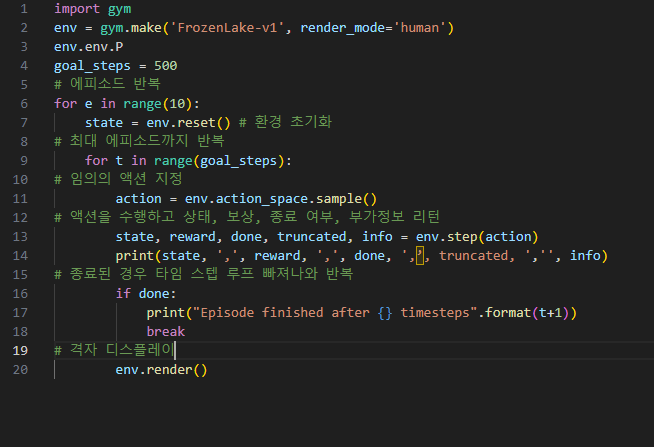 1 import gym
2 env = gym.make('FrozenLake-v1', render_mode='human')
3 env.env.P
4 goal_steps = 500
5 # 에피소드 반복
6 for e in range(10):
7     state = env.reset() # 환경 초기화
8 # 최대 에피소드까지 반복
9     for t in range(goal_steps):
10 # 임의의 액션 지정
11         action = env.action_space.sample()
12 # 액션을 수행하고 상태, 보상, 종료 여부, 부가정보 리턴
13         state, reward, done, truncated, info = env.step(action)
14         print(state, ',', reward, ',', done, ',’, truncated, ','', info)
15 # 종료된 경우 타임 스텝 루프 빠져나와 반복
16         if done:
17             print("Episode finished after {} timesteps".format(t+1))
18             break
19 # 격자 디스플레이
20         env.render()